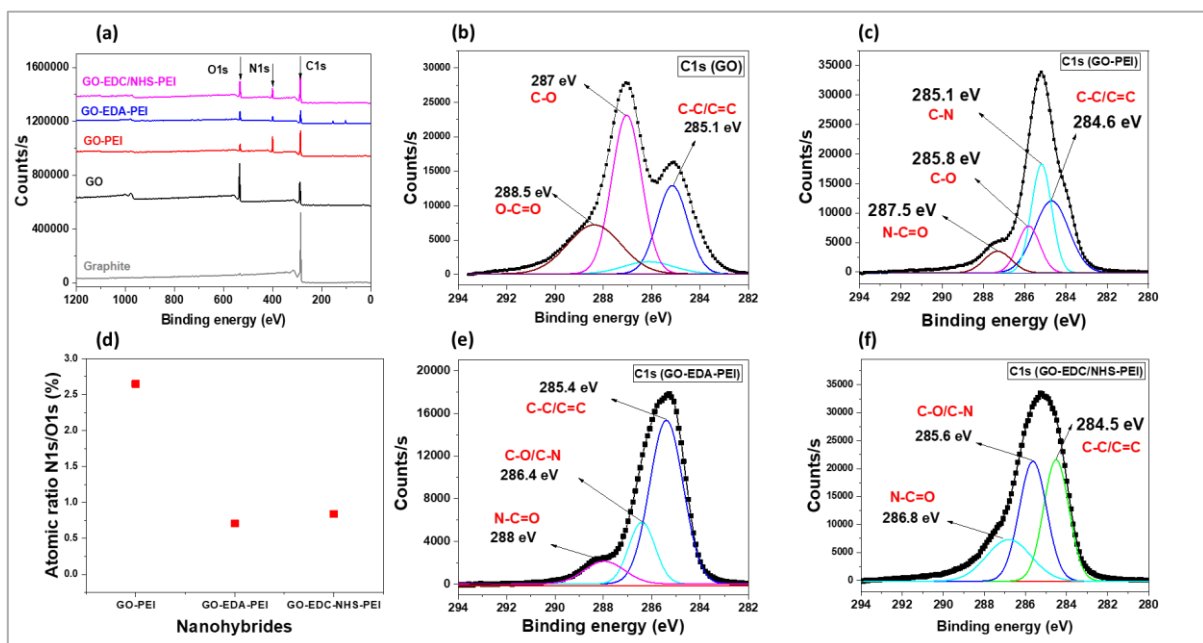 (a)
O1s
N1s
C1s
GO-EDC/NHS-PEI
GO-EDA-PEI
GO-PEI
GO
Graphite
Counts/s
1600000
1200000
800000
400000
0
1200 1000 800 600 400 200 0
Binding energy (eV)
(b)
C1s (GO)
287 eV
C-O
C-C/C=C
285.1 eV
288.5 eV
O-C=O
Counts/s
30000
25000
20000
15000
10000
5000
0
294 292 290 288 286 284 282 280
Binding energy (eV)
(c)
C1s (GO-PEI)
285.1 eV
C-N
C-C/C=C
284.6 eV
285.8 eV
C-O
287.5 eV
N-C=O
Counts/s
35000
30000
25000
20000
15000
10000
5000
0
294 292 290 288 286 284 282 280
Binding energy (eV)
(d)
Atomic ratio N1s/O1s (%)
3.0
2.5
2.0
1.5
1.0
0.5
0.0
GO-PEI GO-EDA-PEI GO-EDC-NHS-PEI
Nanohybrides
(e)
C1s (GO-EDA-PEI)
285.4 eV
C-C/C=C
C-O/C-N
286.4 eV
N-C=O
288 eV
Counts/s
20000
16000
12000
8000
4000
0
294 292 290 288 286 284 282 280
Binding energy (eV)
(f)
C1s (GO-EDC/NHS-PEI)
C-O/C-N
285.6 eV
284.5 eV
C-C/C=C
N-C=O
286.8 eV
Counts/s
35000
30000
25000
20000
15000
10000
5000
0
294 292 290 288 286 284 282 280
Binding energy (eV)